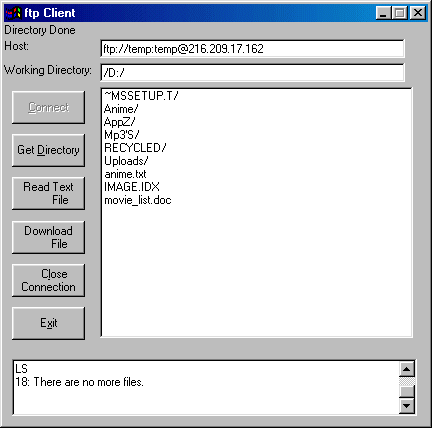 ftp Client
Directory Done
Host:
ftp://temp:temp@216.209.17.162
Working Directory:
/D:/
Connect
Get Directory
Read Text
File
Download
File
Close
Connection
Exit
~MSSETUP.T/
Anime/
AppZ/
Mp3'S/
RECYCLED/
Uploads/
anime.txt
IMAGE.IDX
movie_list.doc
LS
18: There are no more files.